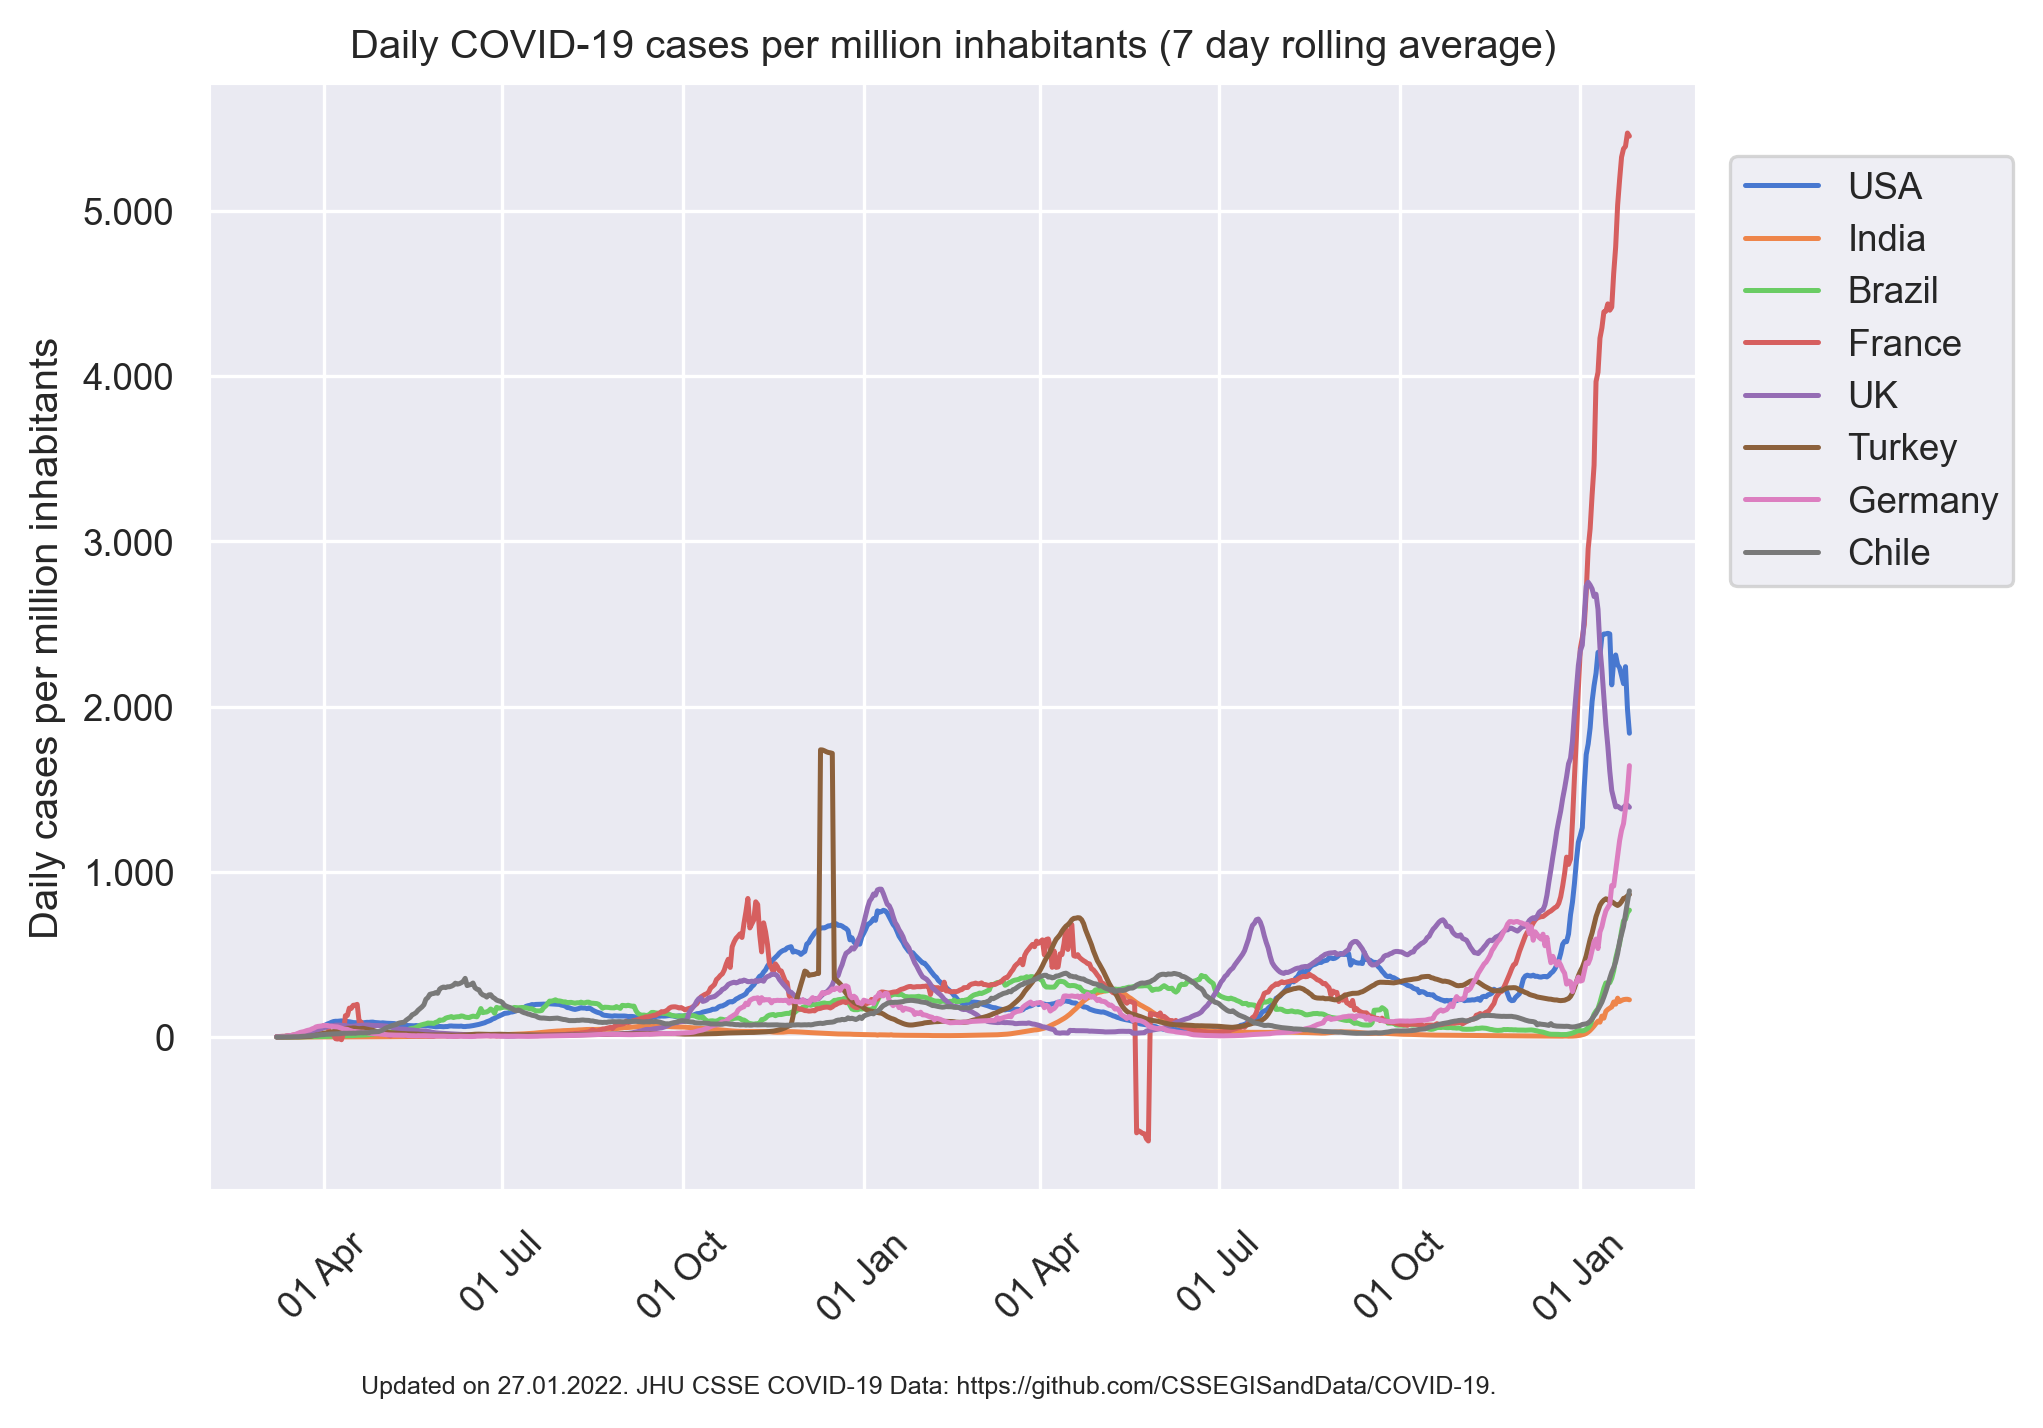 Daily COVID-19 cases per million inhabitants (7 day rolling average)
Daily cases per million inhabitants
5.000
4.000
3.000
2.000
1.000
0
01 Apr
01 Jul
01 Oct
01 Jan
01 Apr
01 Jul
01 Oct
01 Jan
USA
India
Brazil
France
UK
Turkey
Germany
Chile
Updated on 27.01.2022. JHU CSSE COVID-19 Data: https://github.com/CSSEGISandData/COVID-19.